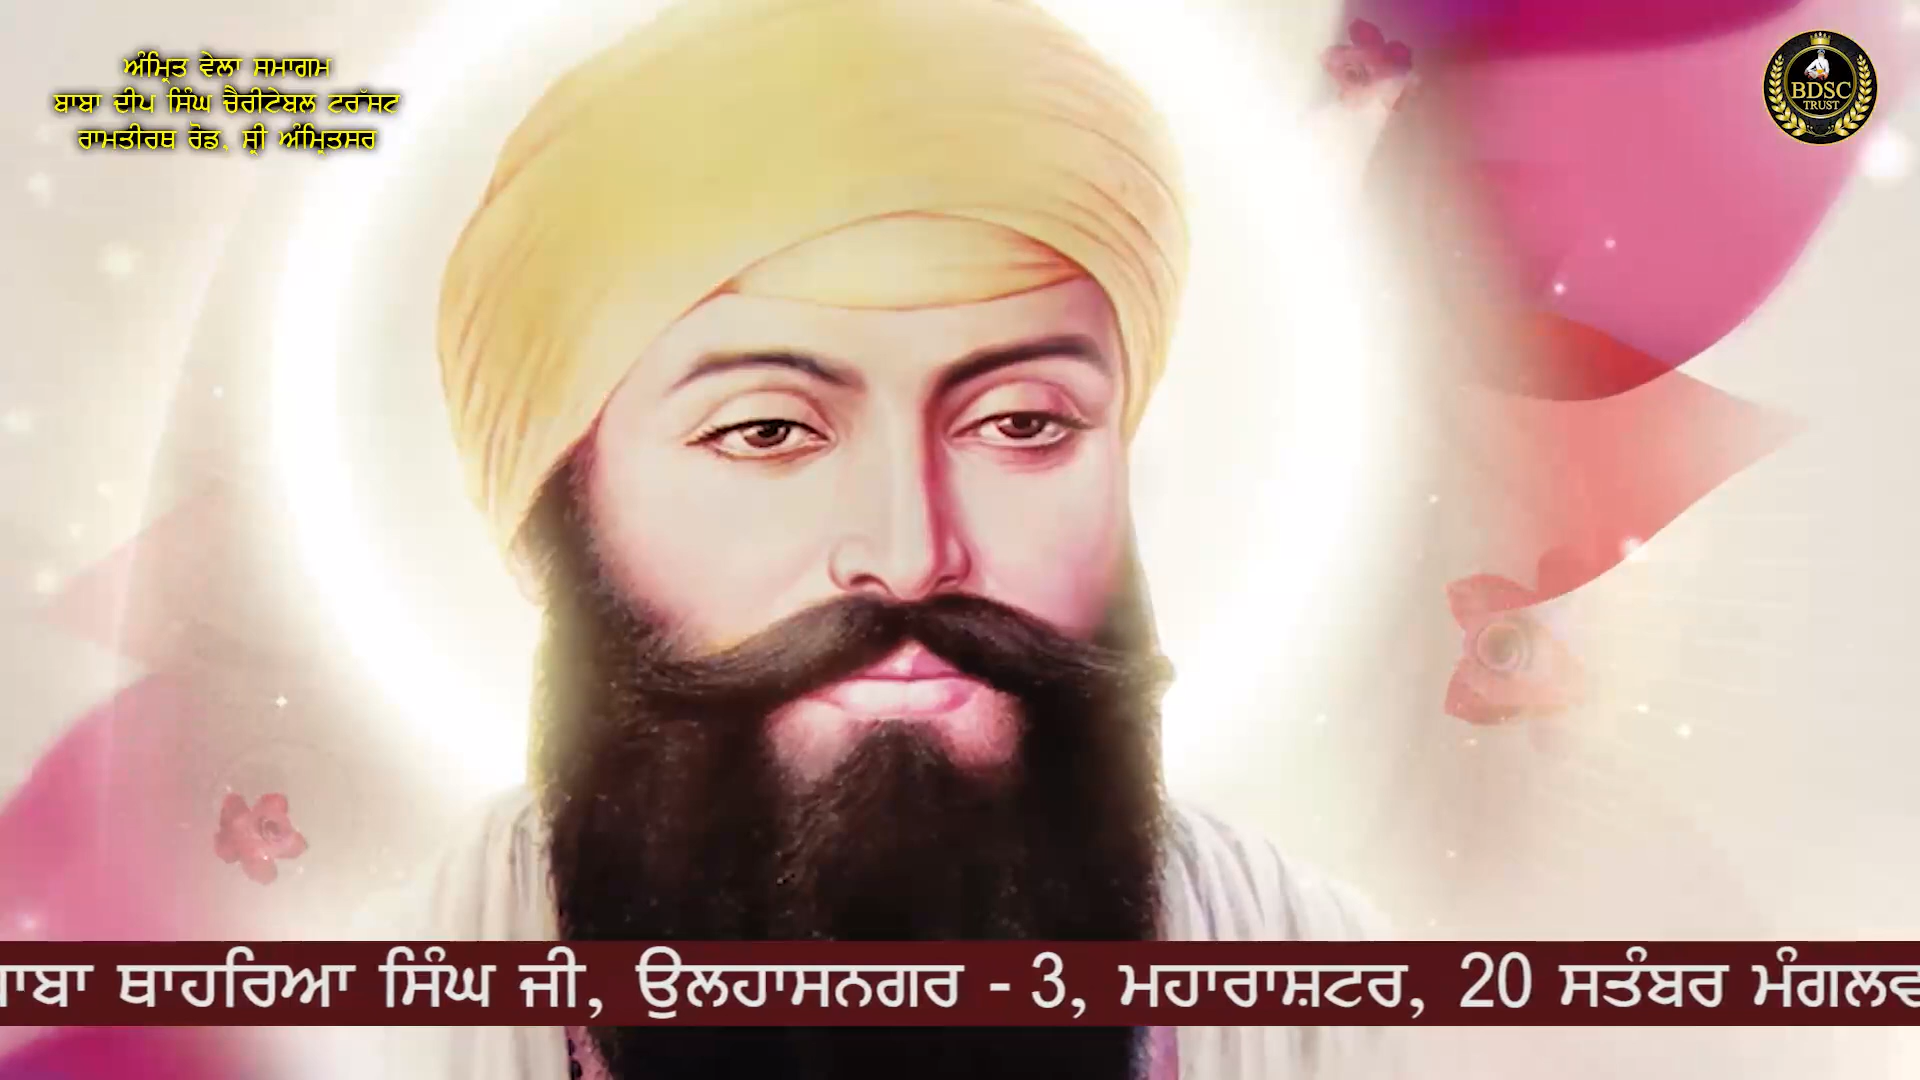 ਅੰਮ੍ਰਿਤ ਵੇਲਾ ਸਮਾਗਮ
ਬਾਬਾ ਦੀਪ ਸਿੰਘ ਚੈਰੀਟੇਬਲ ਟਰੱਸਟ
ਰਾਮਤੀਰਥ ਰੋਡ, ਸ੍ਰੀ ਅੰਮ੍ਰਿਤਸਰ
BDSC
TRUST
ਬਾਬਾ ਥਾਹਰਿਆ ਸਿੰਘ ਜੀ, ਉਲਹਾਸਨਗਰ - 3, ਮਹਾਰਾਸ਼ਟਰ, 20 ਸਤੰਬਰ